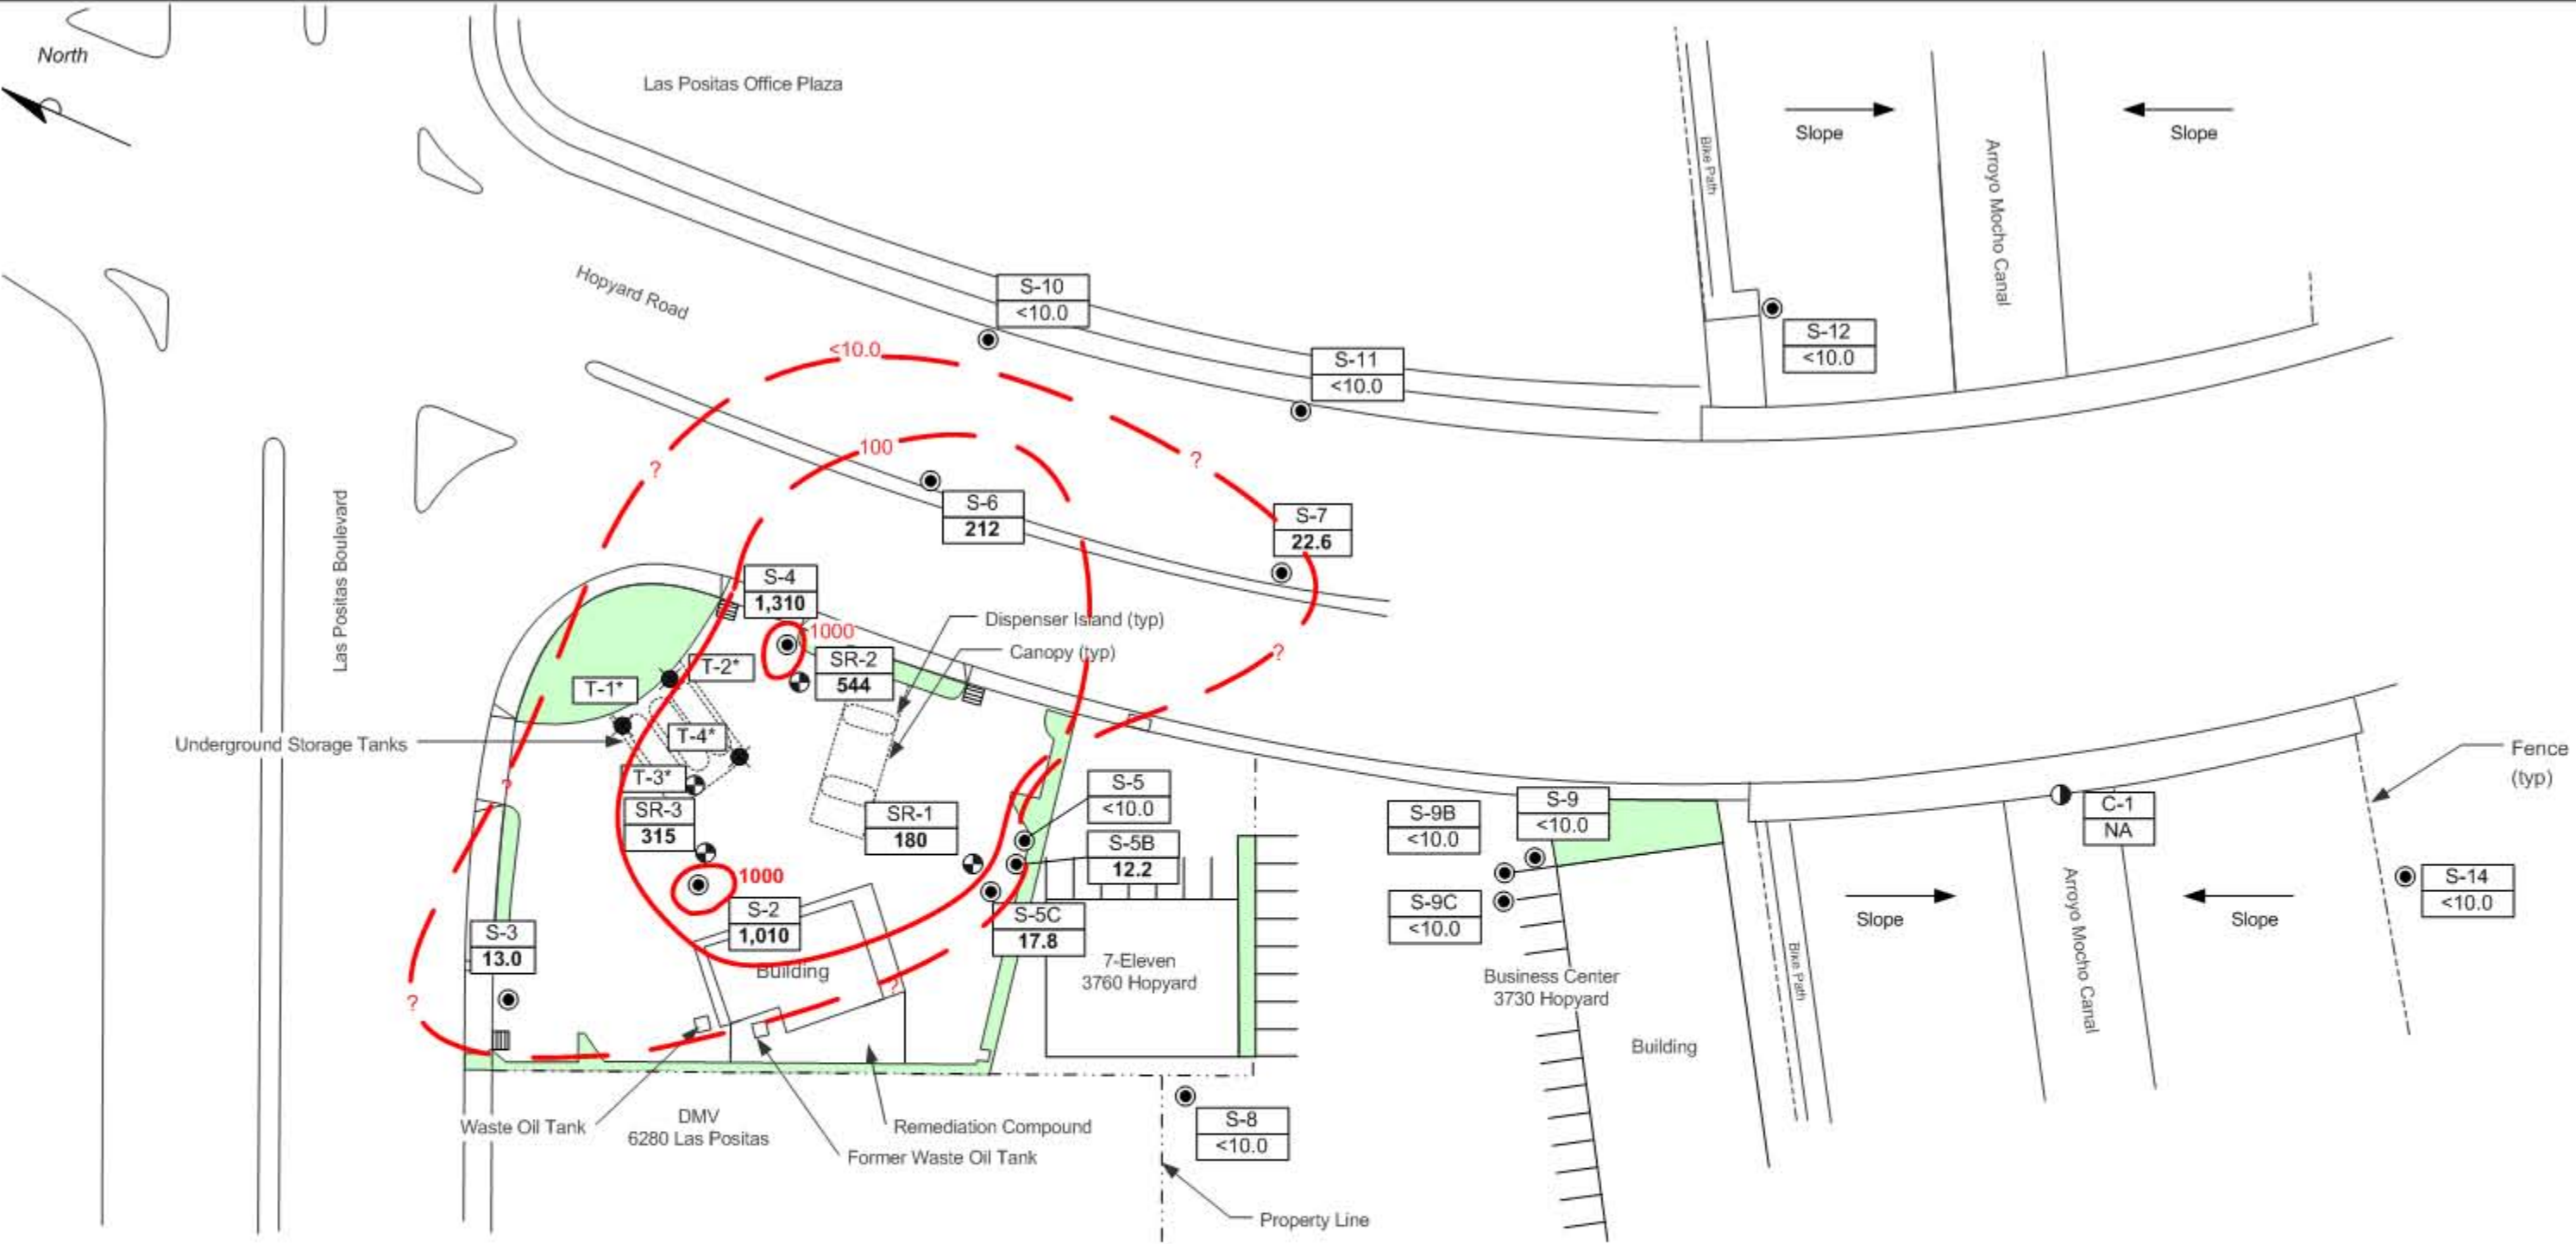 North
Las Positas Office Plaza
Bike Path
Slope
Arroyo Mocho Canal
Slope
Hopyard Road
S-10
<10.0
S-11
<10.0
S-12
<10.0
<10.0
100
?
?
S-6
212
S-7
22.6
Las Positas Boulevard
S-4
1,310
1000
Dispenser Island (typ)
Canopy (typ)
?
SR-2
544
T-2*
T-1*
T-4*
Underground Storage Tanks
T-3*
?
SR-3
315
SR-1
180
S-5
<10.0
S-5B
12.2
S-5C
17.8
S-9B
<10.0
S-9
<10.0
S-9C
<10.0
C-1
NA
Fence
(typ)
S-14
<10.0
1000
S-2
1,010
S-3
13.0
?
Building
?
7-Eleven
3760 Hopyard
Business Center
3730 Hopyard
Building
Bike Path
Slope
Arroyo Mocho Canal
Slope
Waste Oil Tank
DMV
6280 Las Positas
Remediation Compound
Former Waste Oil Tank
S-8
<10.0
Property Line